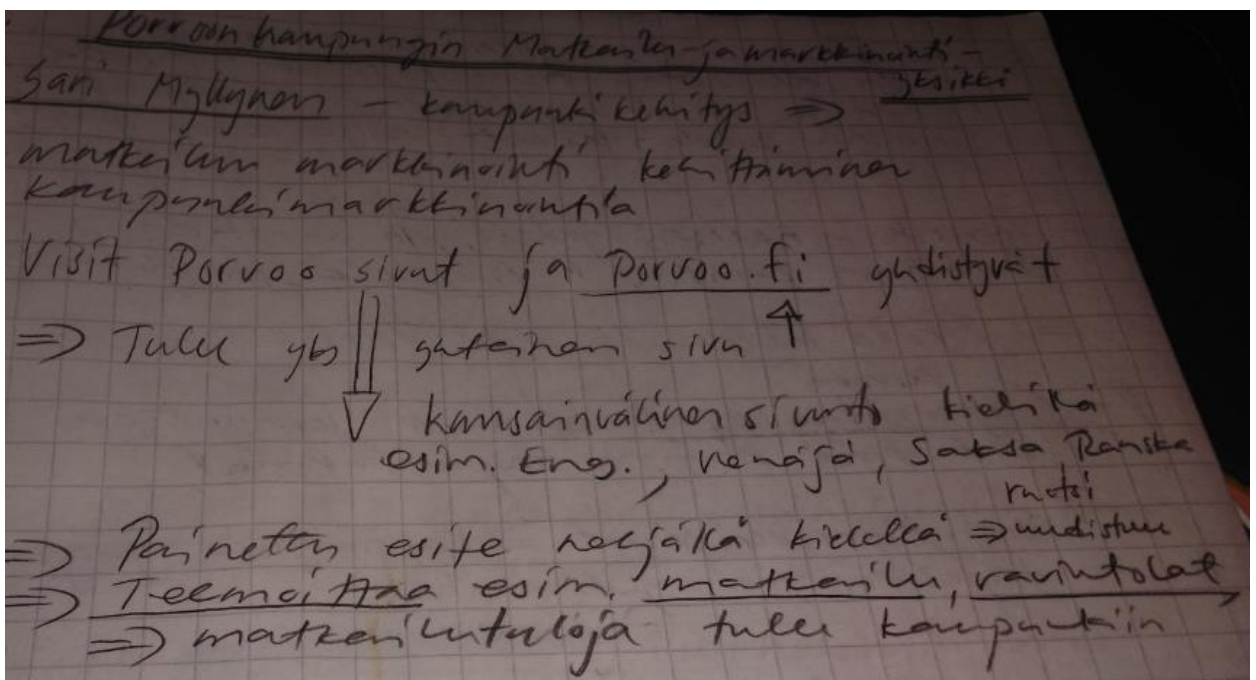 Porvoon kaupungin Matkailu- ja markkinointi-
yksikkö
Sari Myllynen – kaupunkikehitys ⇒
matkailun markkinointi kehittäminen
kaupunkimarkkinointia
Visit Porvoo sivut ja porvoo.fi yhdistyvät
⇒ Tulee yh yhteinen sivu
kansainvälinen sivusto kieliä
esim. Eng., venäjä, Saksa Ranska
ruotsi
⇒ Painettu esite neljällä kielellä ⇒ uudistuu
⇒ Teemoittaa esim. matkailu, ravintolat,
⇒ matkailutuloja tulee kaupunkiin